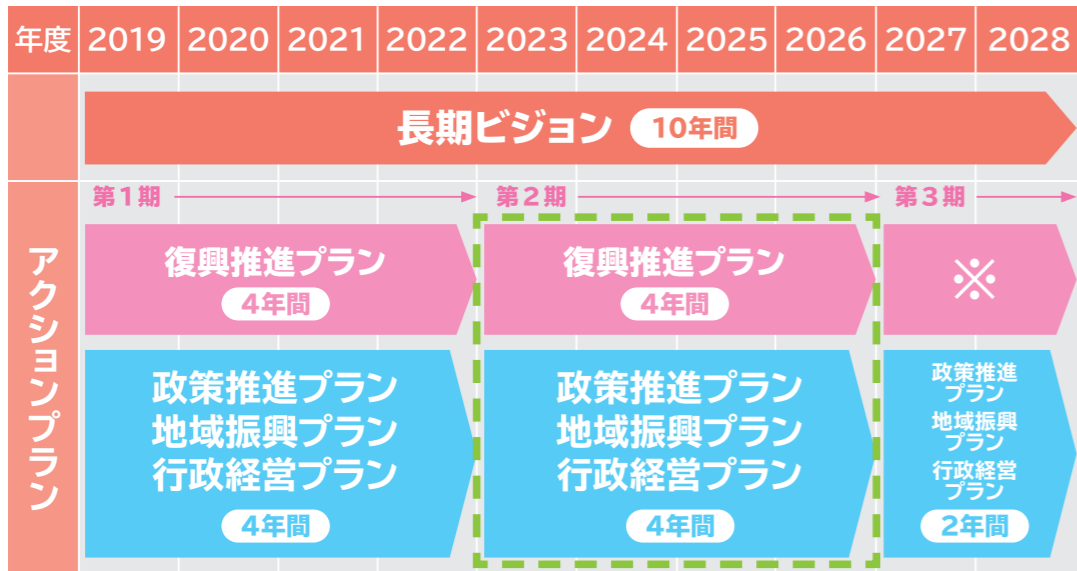 年度 2019 2020 2021 2022 2023 2024 2025 2026 2027 2028
長期ビジョン 10年間
アクションプラン
第1期 第2期 第3期
復興推進プラン
4年間
復興推進プラン
4年間
※
政策推進プラン
地域振興プラン
行政経営プラン
4年間
政策推進プラン
地域振興プラン
行政経営プラン
4年間
政策推進
プラン
地域振興
プラン
行政経営
プラン
2年間